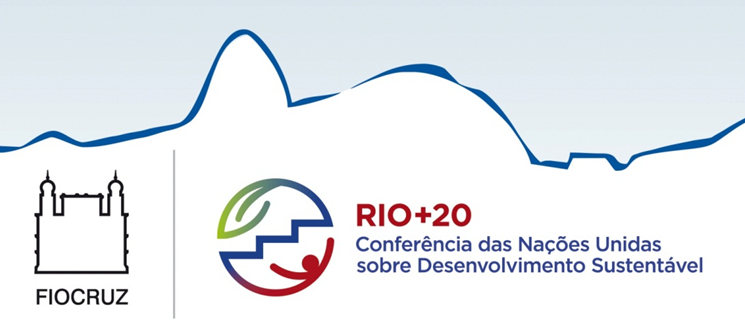 FIOCRUZ
RIO+20
Conferência das Nações Unidas
sobre Desenvolvimento Sustentável